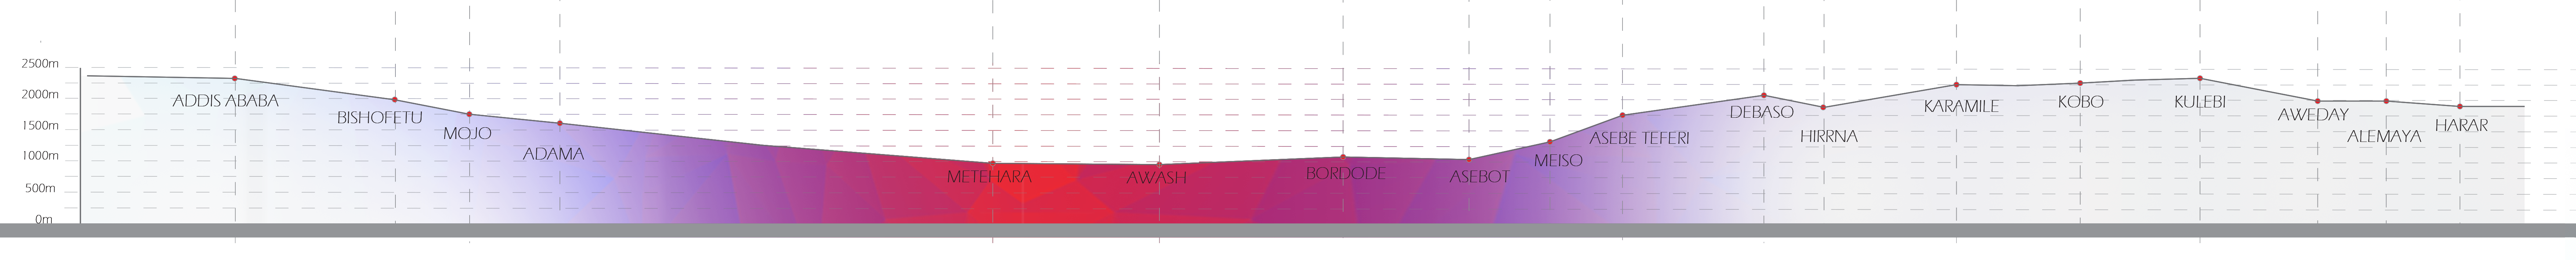 2500m
2000m
1500m
1000m
500m
0m
ADDIS ABABA
BISHOFETU
MOJO
ADAMA
METEHARA
AWASH
BORDODE
ASEBOT
MEISO
ASEBE TEFERI
DEBASO
HIRRNA
KARAMILE
KOBO
KULEBI
AWEDAY
ALEMAYA
HARAR